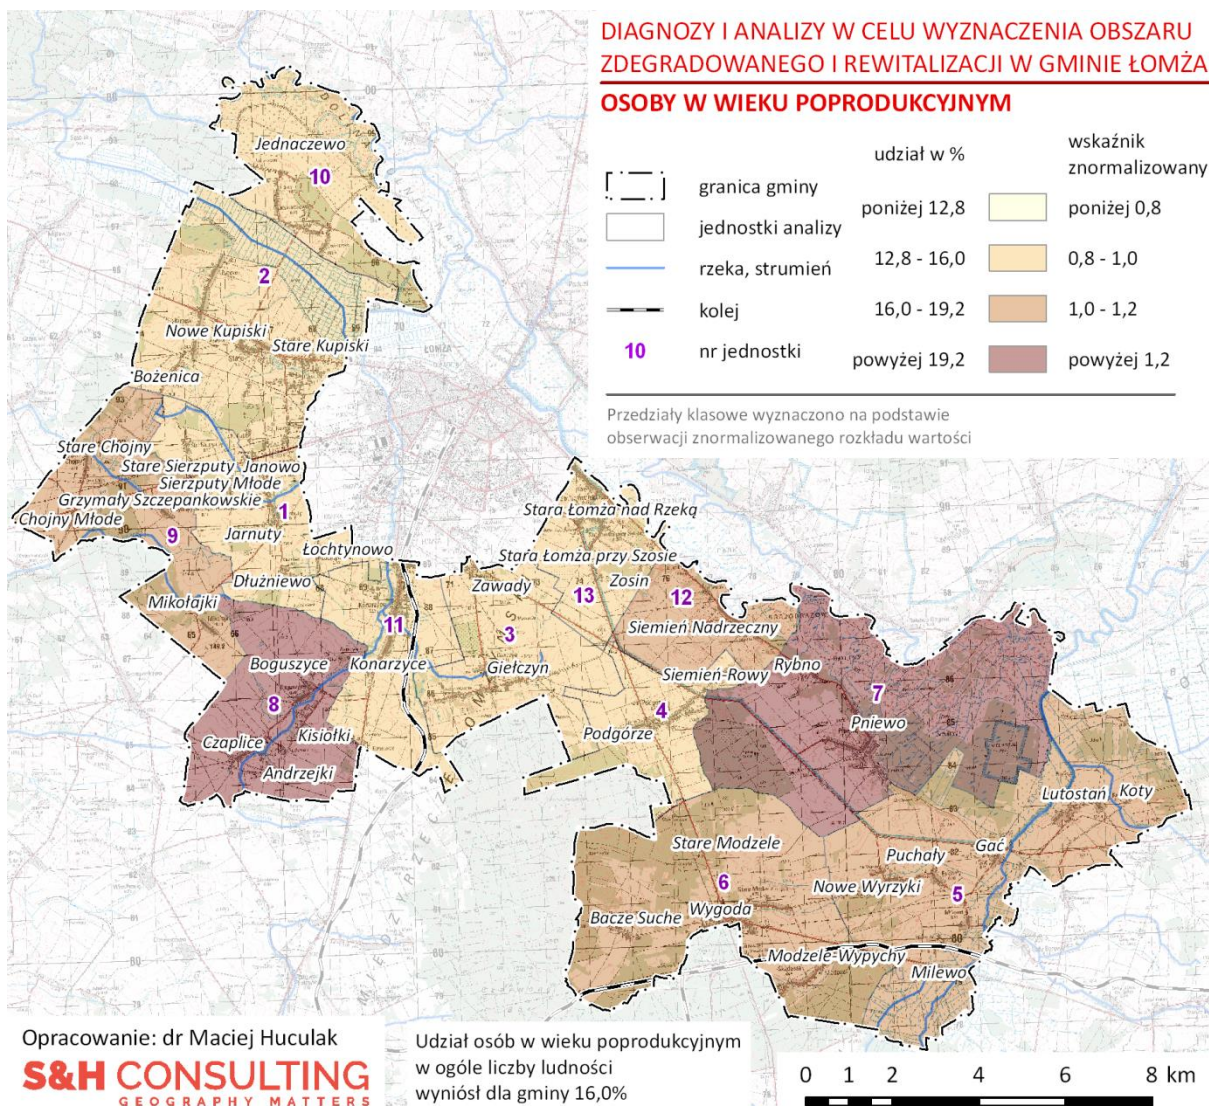 DIAGNOZY I ANALIZY W CELU WYZNACZENIA OBSZARU
ZDEGRADOWANEGO I REWITALIZACJI W GMINIE ŁOMŻA
OSOBY W WIEKU POPRODUKCYJNYM
udział w %
wskaźnik
znormalizowany
granica gminy
jednostki analizy
rzeka, strumień
kolej
10 nr jednostki
poniżej 12,8 poniżej 0,8
12,8 - 16,0 0,8 - 1,0
16,0 - 19,2 1,0 - 1,2
powyżej 19,2 powyżej 1,2
Przedziały klasowe wyznaczono na podstawie
obserwacji znormalizowanego rozkładu wartości
Jednaczewo
10
2
Nowe Kupiski
Stare Kupiski
ŁOMŻA
Bożenica
Stare Chojny
Stare Sierzputy
Janowo
Sierzputy Młode
Grzymały Szczepankowskie
Chojny Młode
1
9
Jarnuty
Łochtynowo
Dłużniewo
Mikołajki
11
Boguszyce
Konarzyce
8
Czaplice
Kisiołki
Andrzejki
Stara Łomża nad Rzeką
Stara Łomża przy Szosie
Zawady
13
Zosin
12
3
Siemień Nadrzeczny
Giełczyn
Siemień-Rowy
Rybno
7
4
Pniewo
Podgórze
Lutostań
Koty
Stare Modzele
Gać
Puchały
6
Nowe Wyrzyki
5
Wygoda
Bacze Suche
Modzele-Wypychy
Milewo
Opracowanie: dr Maciej Huculak
S&H CONSULTING
GEOGRAPHY MATTERS
Udział osób w wieku poprodukcyjnym
w ogóle liczby ludności
wyniósł dla gminy 16,0%
0 1 2 4 6 8 km